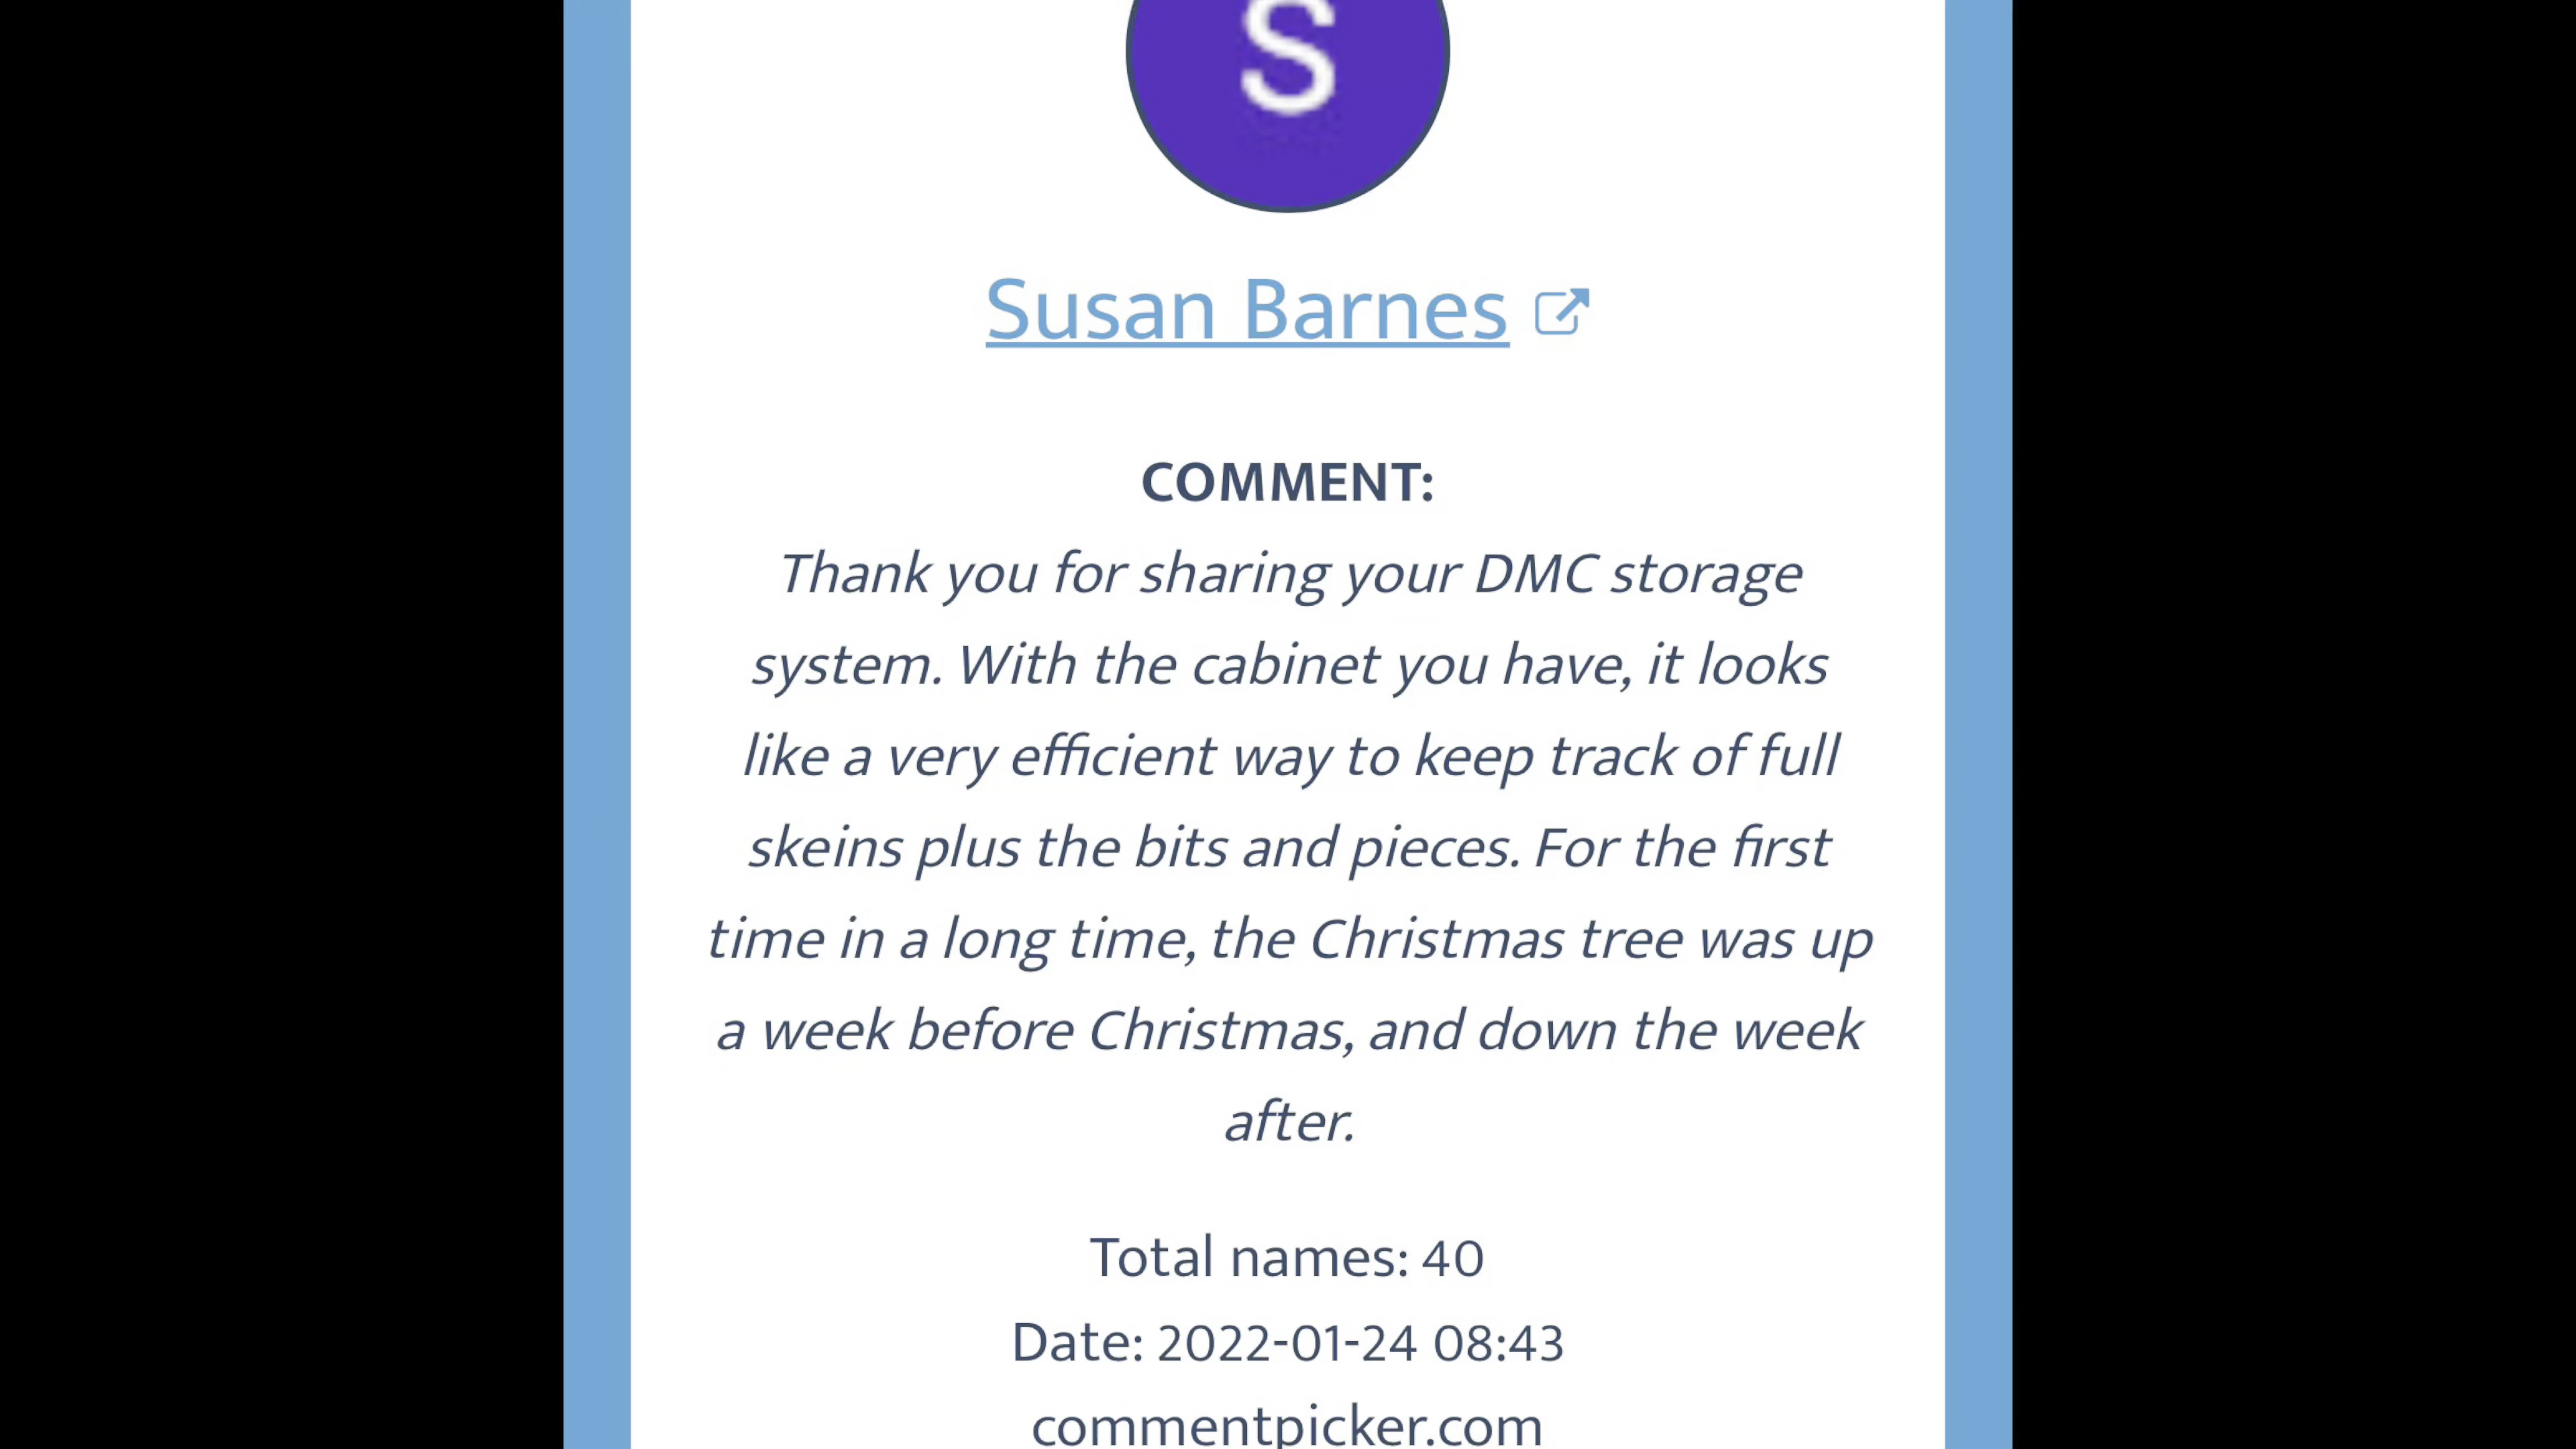 S
Susan Barnes
COMMENT:
Thank you for sharing your DMC storage
system. With the cabinet you have, it looks
like a very efficient way to keep track of full
skeins plus the bits and pieces. For the first
time in a long time, the Christmas tree was up
a week before Christmas, and down the week
after.
Total names: 40
Date: 2022-01-24 08:43
commentpicker.com